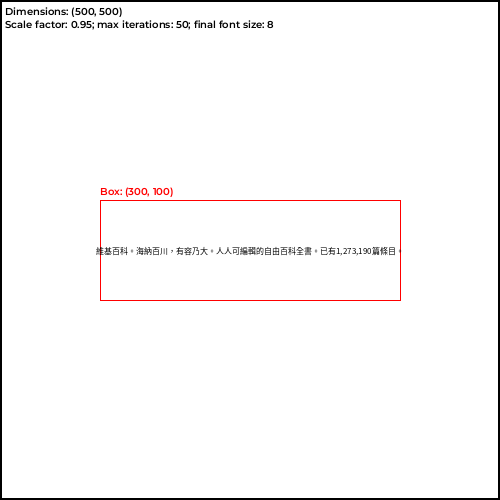 Dimensions: (500, 500)
Scale factor: 0.95; max iterations: 50; final font size: 8
Box: (300, 100)
維基百科。海納百川，有容乃大。人人可編輯的自由百科全書。已有1,273,190篇條目。